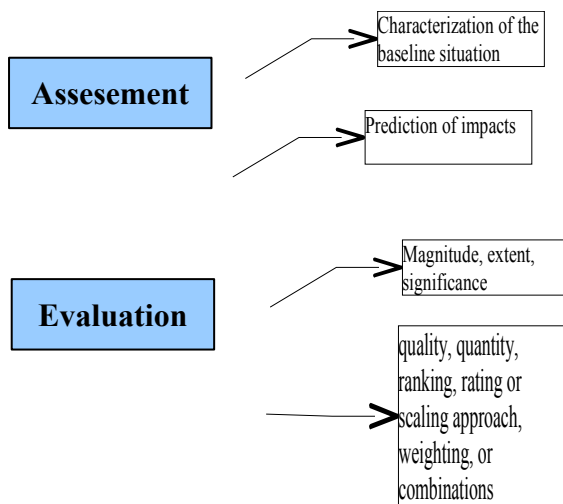 Characterization of the
baseline situation
Assesement
Prediction of impacts
Magnitude, extent,
significance
Evaluation
quality, quantity,
ranking, rating or
scaling approach,
weighting, or
combinations